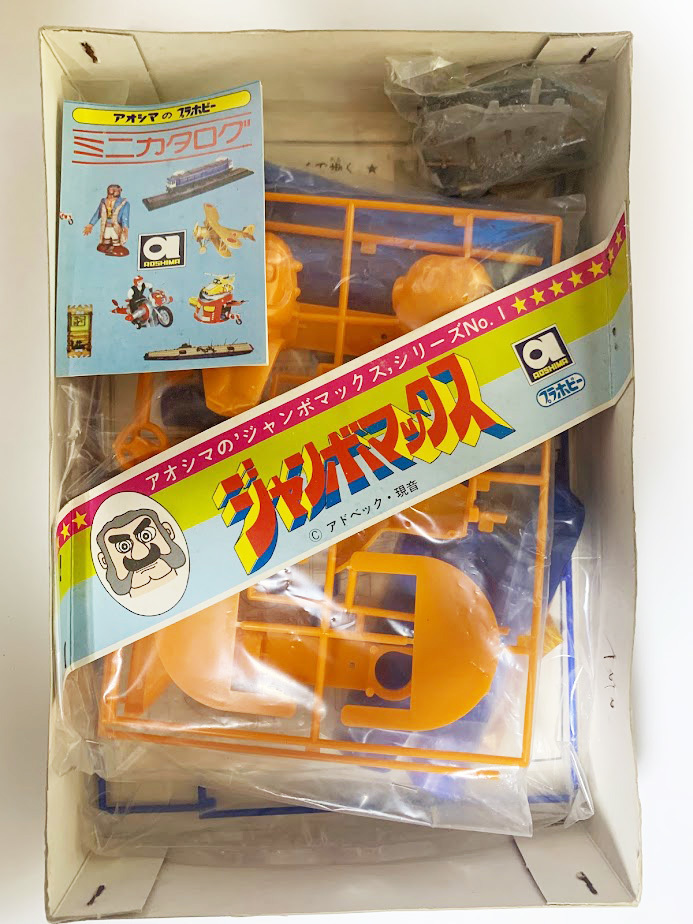 アオシマの プラホビー
ミニカタログ
AOSHIMA
て歩く ★
アオシマの'ジャンボマックス,シリーズNo.1
ジャンボマックス
© アドベック・現音
AOSHIMA
プラホビー